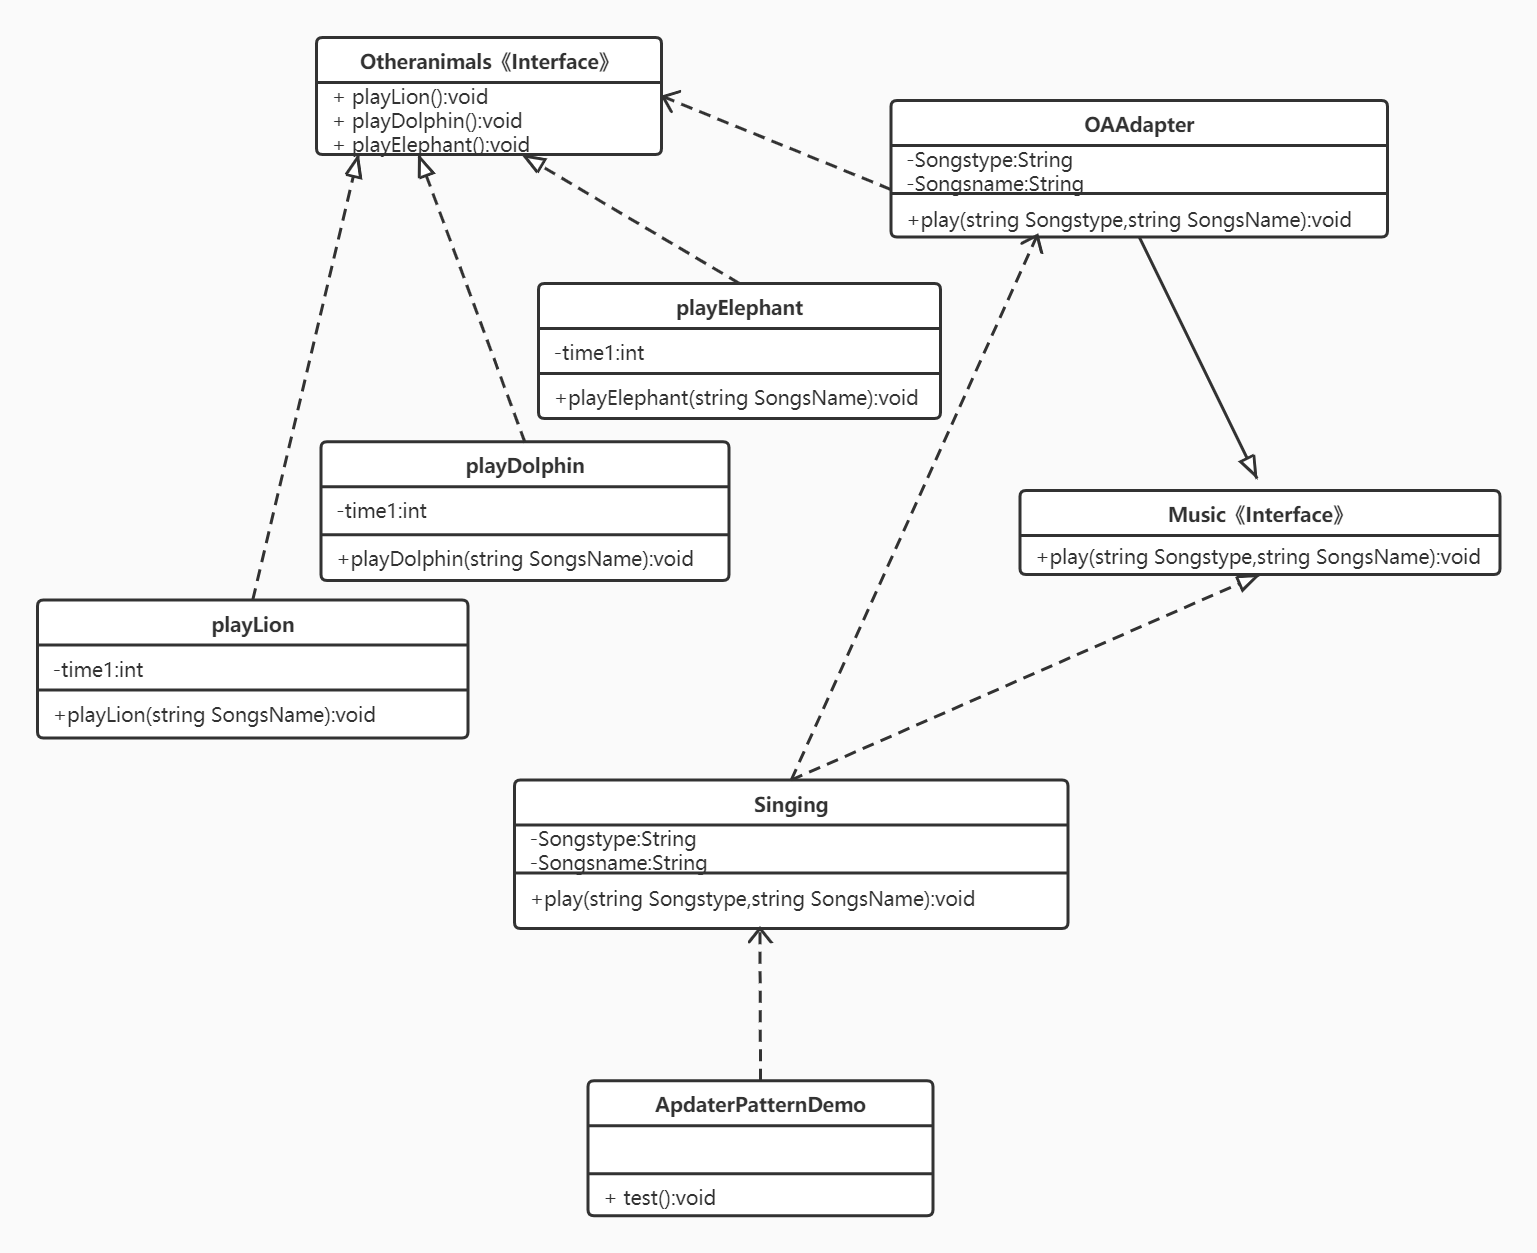 Otheranimals《Interface》
+ playLion():void
+ playDolphin():void
+ playElephant():void
OAAdapter
-Songstype:String
-Songsname:String
+play(string Songstype,string SongsName):void
playElephant
-time1:int
+playElephant(string SongsName):void
playDolphin
-time1:int
+playDolphin(string SongsName):void
Music《Interface》
+play(string Songstype,string SongsName):void
playLion
-time1:int
+playLion(string SongsName):void
Singing
-Songstype:String
-Songsname:String
+play(string Songstype,string SongsName):void
ApdaterPatternDemo
+ test():void